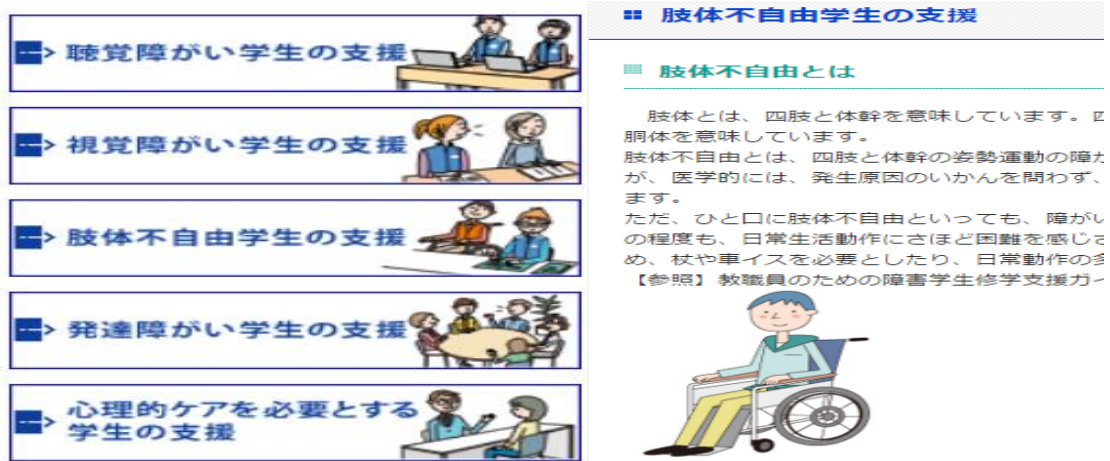 聴覚障がい学生の支援
視覚障がい学生の支援
肢体不自由学生の支援
発達障がい学生の支援
心理的ケアを必要とする
学生の支援
肢体不自由学生の支援
肢体不自由とは
肢体とは、四肢と体幹を意味しています。四
胴体を意味しています。
肢体不自由とは、四肢と体幹の姿勢運動の障が
が、医学的には、発生原因のいかんを問わず、
ます。
ただ、ひと口に肢体不自由といっても、障がい
の程度も、日常生活動作にさほど困難を感じさ
め、杖や車イスを必要としたり、日常動作の多
【参照】教職員のための障害学生修学支援ガイ